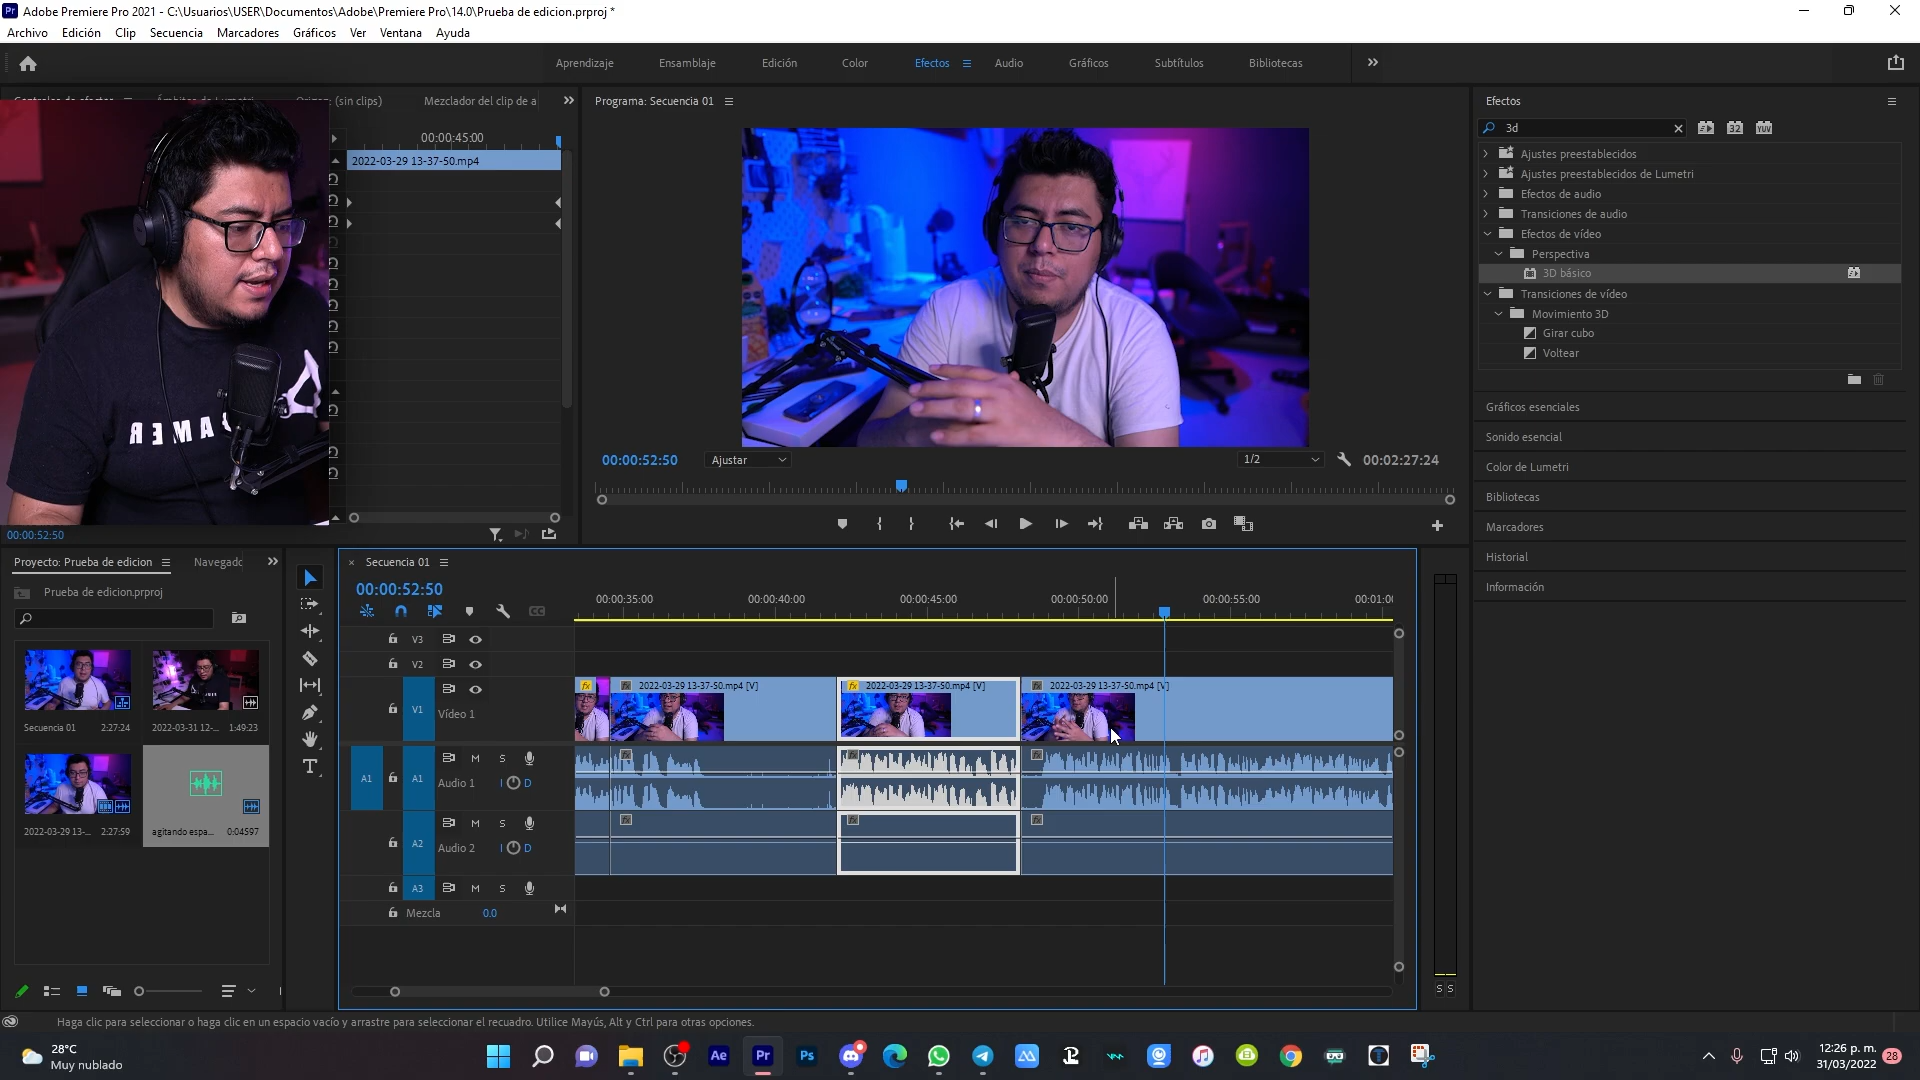 Adobe Premiere Pro 2021 - C:\Usuarios\USER\Documentos\Adobe\Premiere Pro\14.0\Prueba de edicion.prproj *
Archivo Edición Clip Secuencia Marcadores Gráficos Ver Ventana Ayuda
Aprendizaje Ensamblaje Edición Color Efectos Audio Gráficos Subtítulos Bibliotecas
(sin clips) Mezclador del clip de a
Programa: Secuencia 01
Efectos
00:00:45:00
3d
2022-03-29 13-37-50.mp4
Ajustes preestablecidos
Ajustes preestablecidos de Lumetri
Efectos de audio
Transiciones de audio
Efectos de vídeo
Perspectiva
3D básico
Transiciones de vídeo
Movimiento 3D
Girar cubo
Voltear
Gráficos esenciales
Sonido esencial
Color de Lumetri
Bibliotecas
Marcadores
Historial
Información
00:00:52:50 Ajustar 1/2 00:02:27:24
00:00:52:50
Proyecto: Prueba de edicion Navegadc
Prueba de edicion.prproj
Secuencia 01 2:27:24
2022-03-31 12-... 1:49:23
2022-03-29 13-... 2:27:59
agitando espa... 0:04597
Secuencia 01
00:00:52:50
00:00:35:00 00:00:40:00 00:00:45:00 00:00:50:00 00:00:55:00 00:01:0
V3
V2
V1 Vídeo 1
2022-03-29 13-37-50.mp4 [V] 2022-03-29 13-37-50.mp4 [V] 2022-03-29 13-37-50.mp4 [V]
A1 A1 M S
Audio 1 I D
A2 M S
Audio 2 I D
A3 M S
Mezcla 0.0
S S
Haga clic para seleccionar o haga clic en un espacio vacío y arrastre para seleccionar el recuadro. Utilice Mayús, Alt y Ctrl para otras opciones.
28°C
Muy nublado
12:26 p. m.
31/03/2022
28